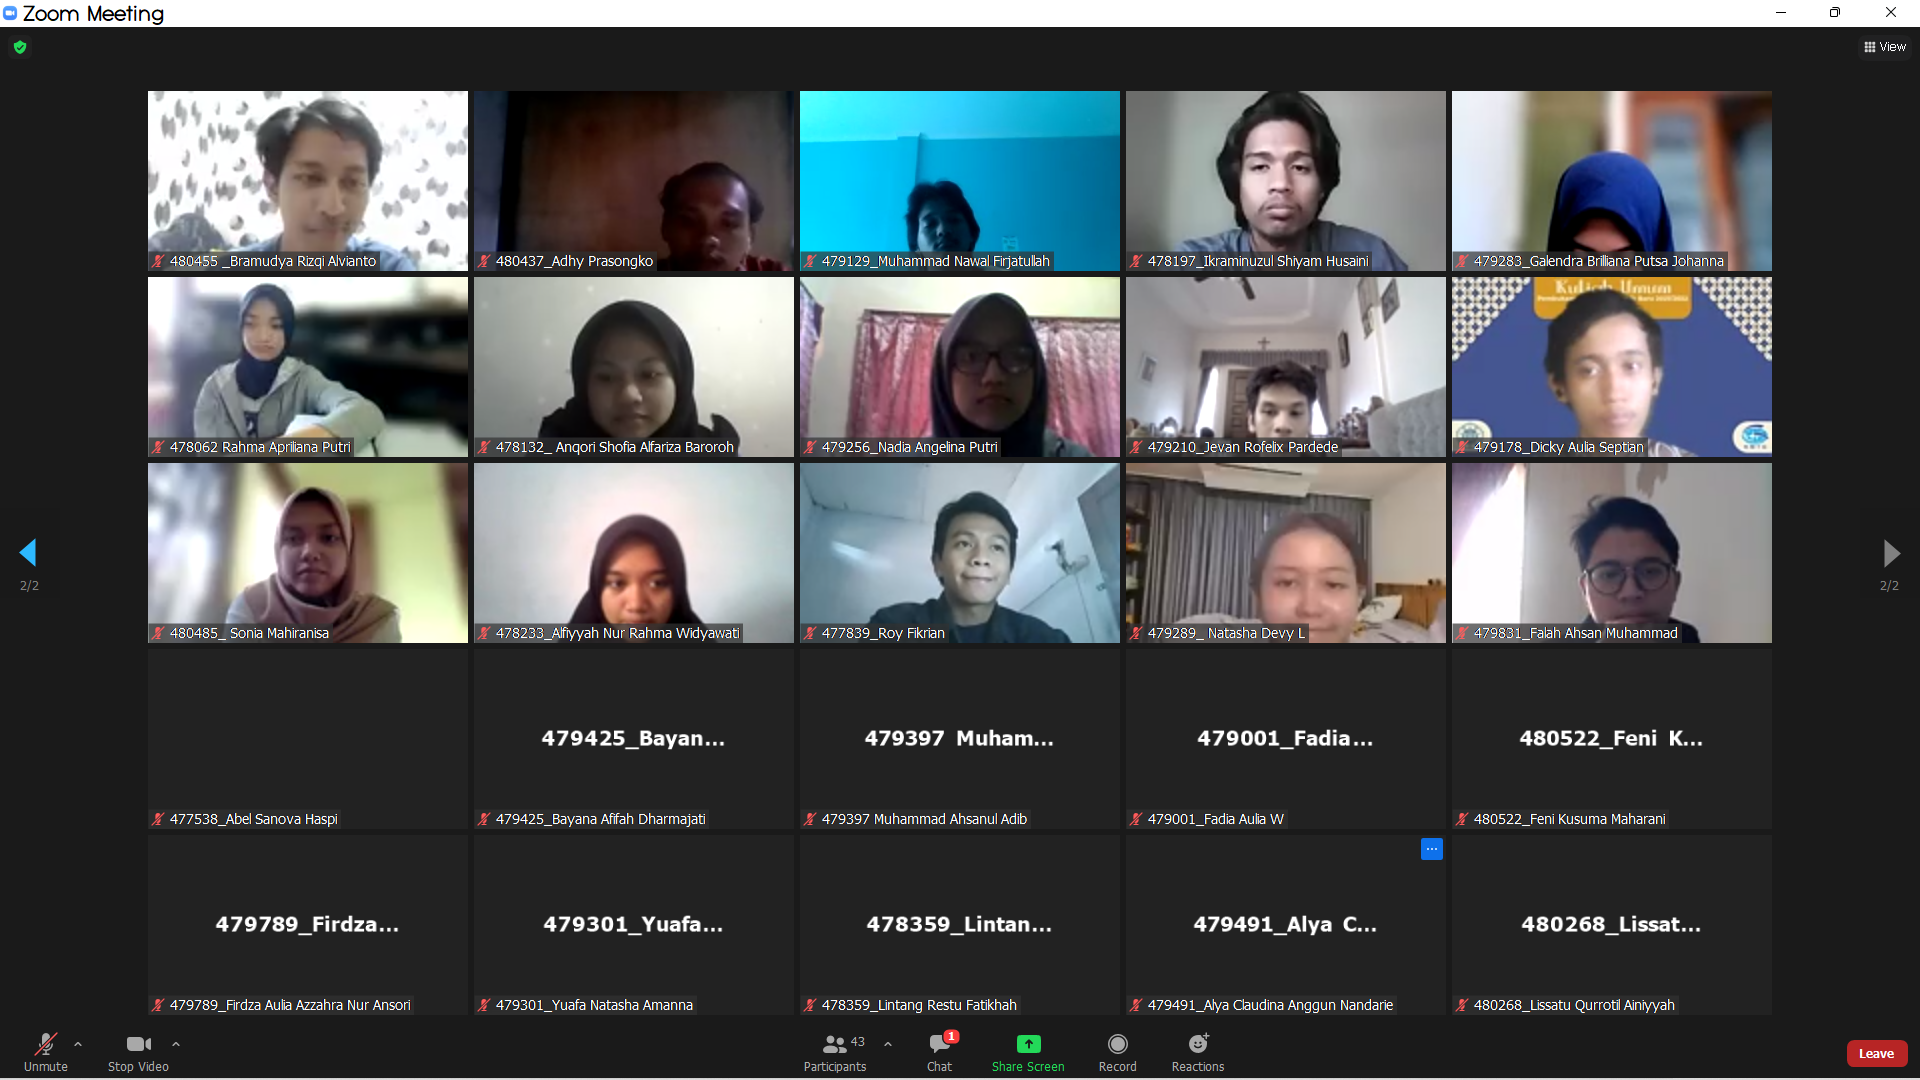 Zoom Meeting
View
480455 _Bramudya Rizqi Alvianto
480437_Adhy Prasongko
479129_Muhammad Nawal Firjatullah
478197_Ikraminuzul Shiyam Husaini
479283_Galendra Brilliana Putsa Johanna
Kuliah Umum
478062 Rahma Apriliana Putri
478132_ Anqori Shofia Alfariza Baroroh
479256_Nadia Angelina Putri
479210_Jevan Rofelix Pardede
479178_Dicky Aulia Septian
480485_ Sonia Mahiranisa
478233_Alfiyyah Nur Rahma Widyawati
477839_Roy Fikrian
479289_ Natasha Devy L
479831_Falah Ahsan Muhammad
2/2
2/2
479425_Bayan...
479397 Muham...
479001_Fadia...
480522_Feni K...
477538_Abel Sanova Haspi
479425_Bayana Afifah Dharmajati
479397 Muhammad Ahsanul Adib
479001_Fadia Aulia W
480522_Feni Kusuma Maharani
479789_Firdza...
479301_Yuafa...
478359_Lintan...
479491_Alya C...
480268_Lissat...
479789_Firdza Aulia Azzahra Nur Ansori
479301_Yuafa Natasha Amanna
478359_Lintang Restu Fatikhah
479491_Alya Claudina Anggun Nandarie
480268_Lissatu Qurrotil Ainiyyah
Unmute
Stop Video
43
Participants
1
Chat
Share Screen
Record
Reactions
Leave